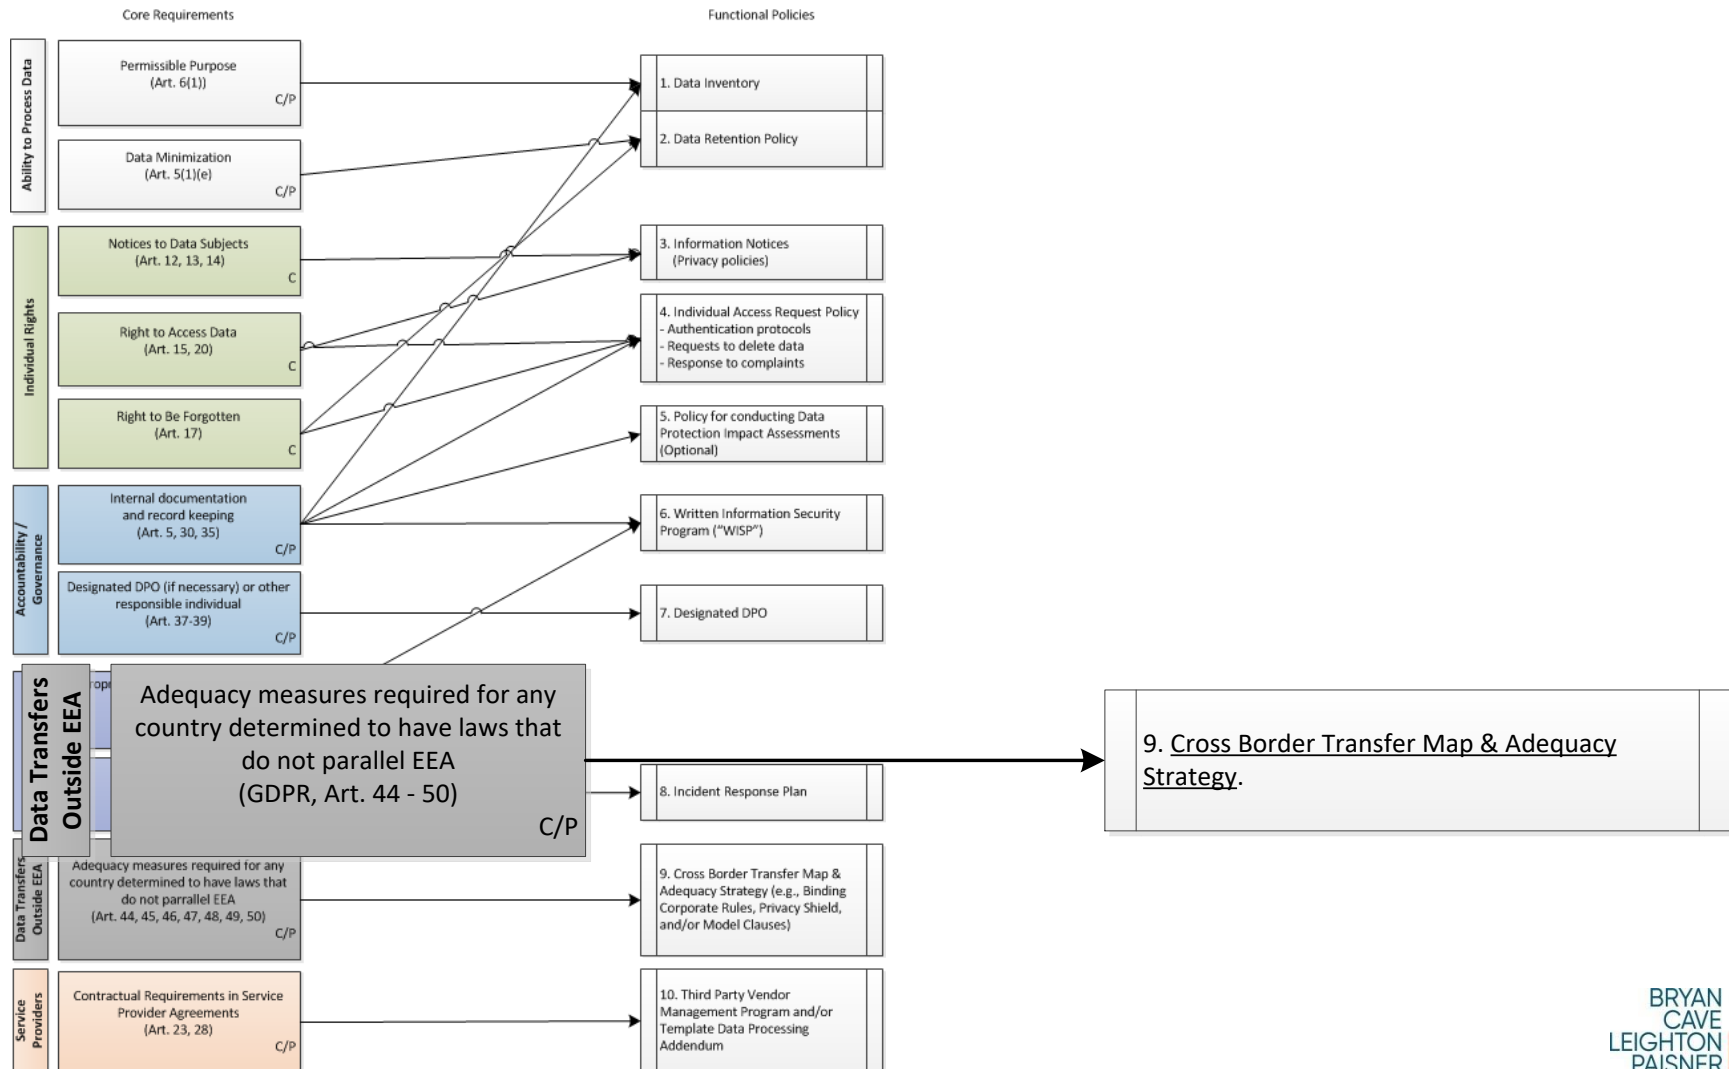 Core Requirements
Functional Policies
Ability to Process Data
Permissible Purpose
(Art. 6(1))
C/P
Data Minimization
(Art. 5(1)(e)
C/P
1. Data Inventory
2. Data Retention Policy
Individual Rights
Notices to Data Subjects
(Art. 12, 13, 14)
C
Right to Access Data
(Art. 15, 20)
C
Right to Be Forgotten
(Art. 17)
C
3. Information Notices
(Privacy policies)
4. Individual Access Request Policy
- Authentication protocols
- Requests to delete data
- Response to complaints
5. Policy for conducting Data
Protection Impact Assessments
(Optional)
Accountability /
Governance
Internal documentation
and record keeping
(Art. 5, 30, 35)
C/P
Designated DPO (if necessary) or other
responsible individual
(Art. 37-39)
C/P
6. Written Information Security
Program (“WISP”)
7. Designated DPO
Data Transfers
Outside EEA
Adequacy measures required for any
country determined to have laws that
do not parallel EEA
(GDPR, Art. 44 - 50)
C/P
9. Cross Border Transfer Map & Adequacy
Strategy.
8. Incident Response Plan
Data Transfers
Outside EEA
Adequacy measures required for any
country determined to have laws that
do not parrallel EEA
(Art. 44, 45, 46, 47, 48, 49, 50)
C/P
9. Cross Border Transfer Map &
Adequacy Strategy (e.g., Binding
Corporate Rules, Privacy Shield,
and/or Model Clauses)
Service
Providers
Contractual Requirements in Service
Provider Agreements
(Art. 23, 28)
C/P
10. Third Party Vendor
Management Program and/or
Template Data Processing
Addendum
BRYAN
CAVE
LEIGHTON
PAISNER